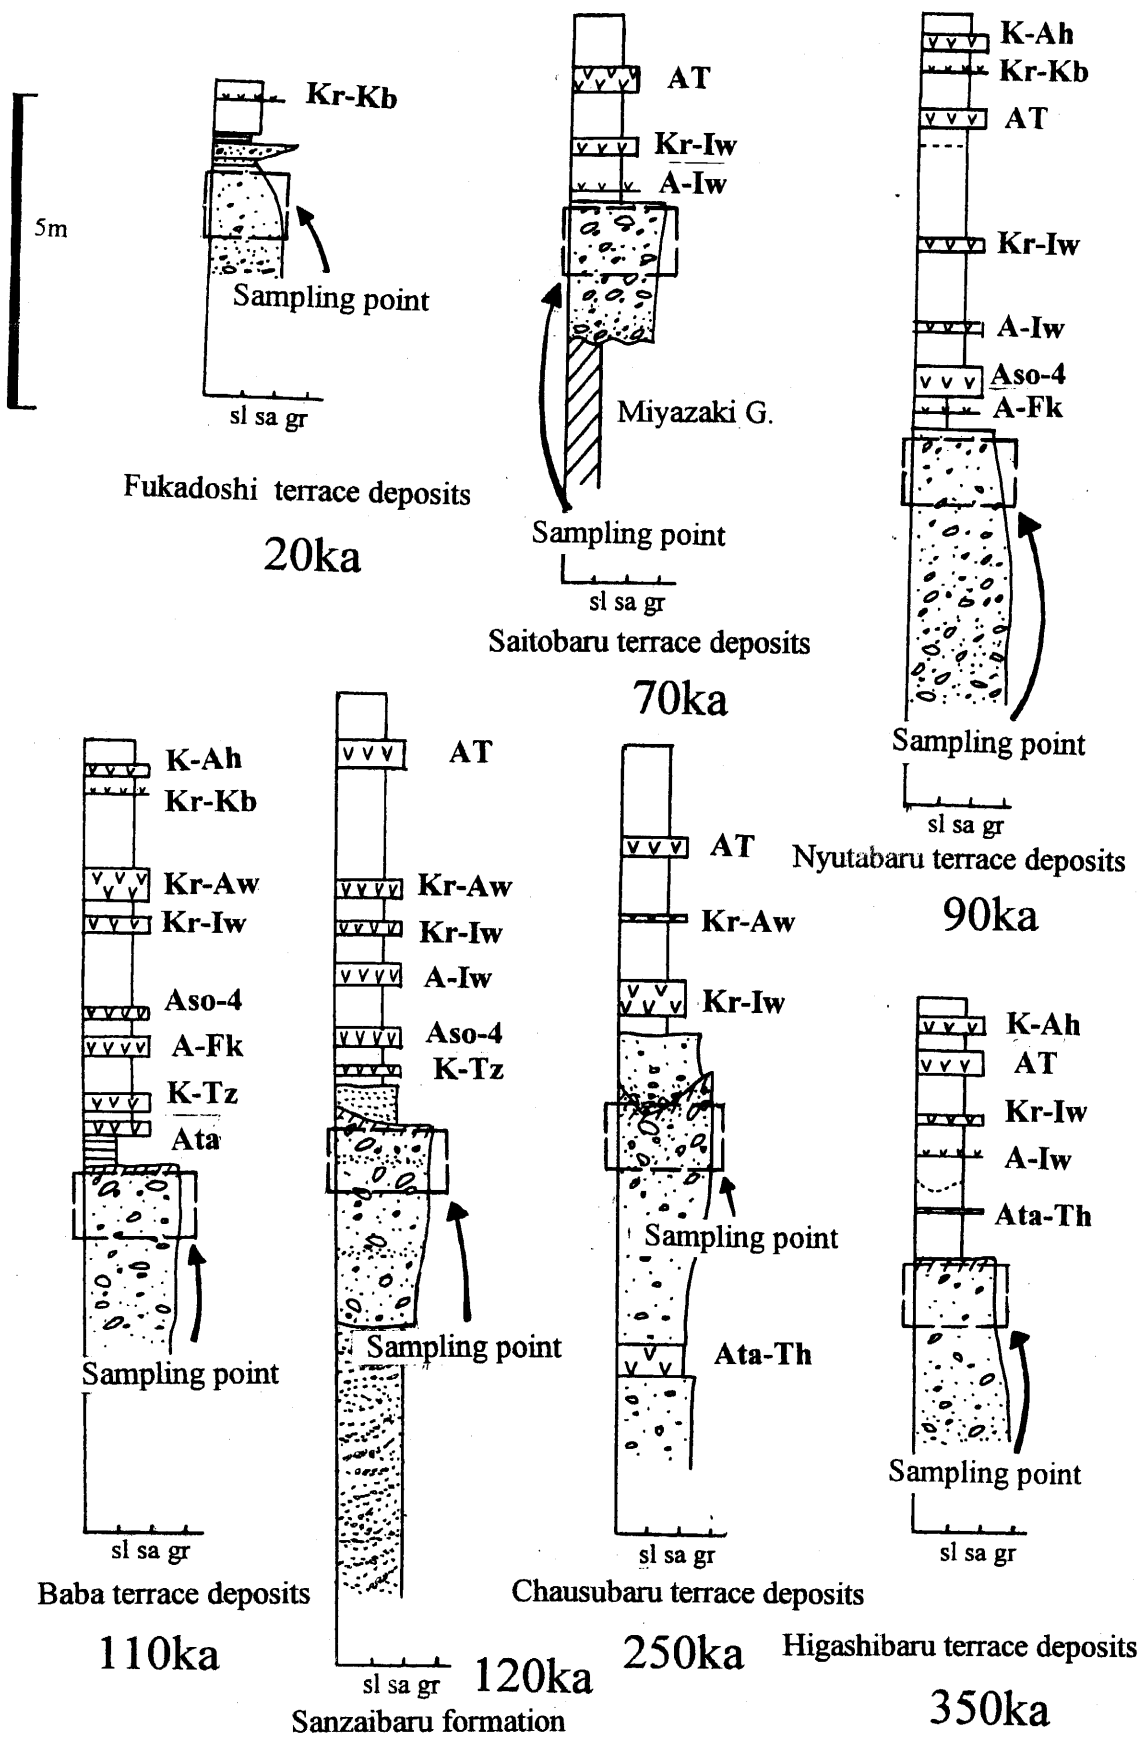 5m
Kr-Kb
Sampling point
sl sa gr
Fukadoshi terrace deposits
20ka
AT
Kr-Iw
A-Iw
Miyazaki G.
Sampling point
sl sa gr
Saitobaru terrace deposits
70ka
K-Ah
Kr-Kb
AT
Kr-Iw
A-Iw
Aso-4
A-Fk
Sampling point
sl sa gr
Nyutabaru terrace deposits
90ka
K-Ah
Kr-Kb
Kr-Aw
Kr-Iw
Aso-4
A-Fk
K-Tz
Ata
Sampling point
sl sa gr
Baba terrace deposits
110ka
AT
Kr-Aw
Kr-Iw
A-Iw
Aso-4
K-Tz
Sampling point
sl sa gr
120ka
Sanzaibaru formation
AT
Kr-Aw
Kr-Iw
Sampling point
Ata-Th
sl sa gr
Chausubaru terrace deposits
250ka
K-Ah
AT
Kr-Iw
A-Iw
Ata-Th
Sampling point
sl sa gr
Higashibaru terrace deposits
350ka